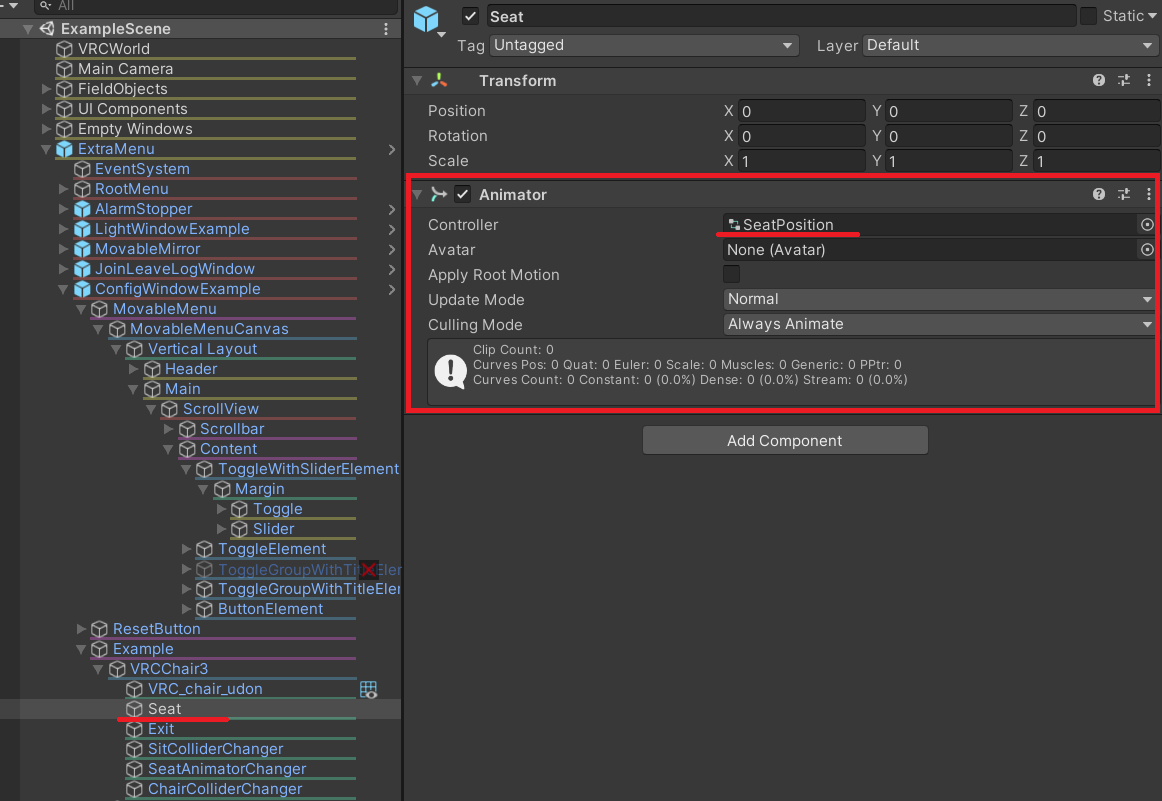 All
ExampleScene
VRCWorld
Main Camera
FieldObjects
UI Components
Empty Windows
ExtraMenu
EventSystem
RootMenu
AlarmStopper
LightWindowExample
MovableMirror
JoinLeaveLogWindow
ConfigWindowExample
MovableMenu
MovableMenuCanvas
Vertical Layout
Header
Main
ScrollView
Scrollbar
Content
ToggleWithSliderElement
Margin
Toggle
Slider
ToggleElement
ToggleGroupWithTitleElem
ToggleGroupWithTitleElem
ButtonElement
ResetButton
Example
VRCChair3
VRC_chair_udon
Seat
Exit
SitColliderChanger
SeatAnimatorChanger
ChairColliderChanger
Seat Static
Tag Untagged Layer Default
Transform
Position X 0 Y 0 Z 0
Rotation X 0 Y 0 Z 0
Scale X 1 Y 1 Z 1
Animator
Controller SeatPosition
Avatar None (Avatar)
Apply Root Motion
Update Mode Normal
Culling Mode Always Animate
Clip Count: 0
Curves Pos: 0 Quat: 0 Euler: 0 Scale: 0 Muscles: 0 Generic: 0 PPtr: 0
Curves Count: 0 Constant: 0 (0.0%) Dense: 0 (0.0%) Stream: 0 (0.0%)
Add Component